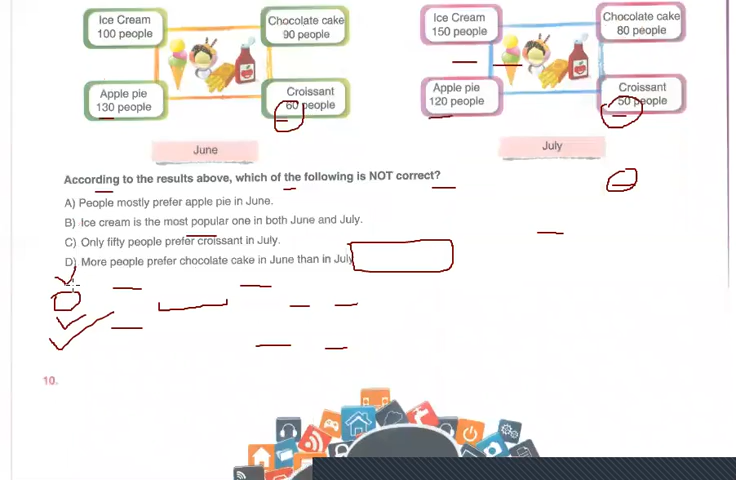 Ice Cream
100 people
Chocolate cake
90 people
Apple pie
130 people
Croissant
60 people
June
Ice Cream
150 people
Chocolate cake
80 people
Apple pie
120 people
Croissant
50 people
July
According to the results above, which of the following is NOT correct?
A) People mostly prefer apple pie in June.
B) Ice cream is the most popular one in both June and July.
C) Only fifty people prefer croissant in July.
D) More people prefer chocolate cake in June than in July
10.